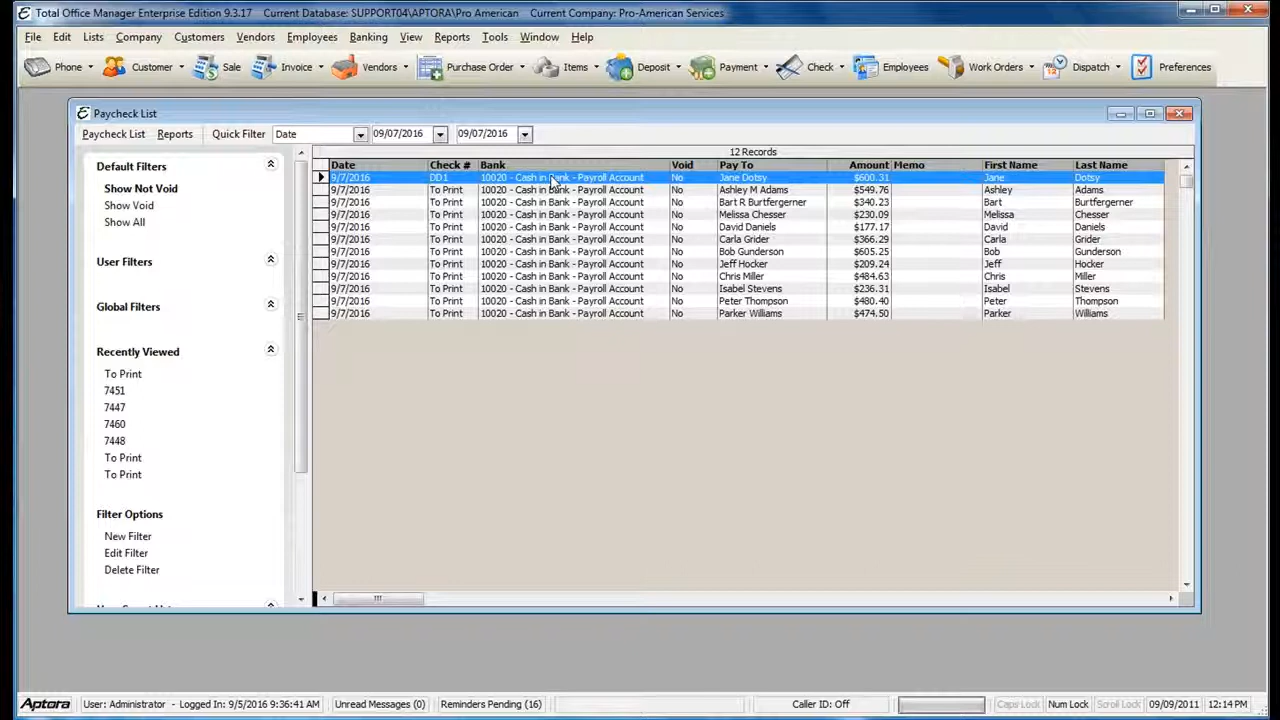 Total Office Manager Enterprise Edition 9.3.17 Current Database: SUPPORT04\APTORA\Pro American Current Company: Pro-American Services
File Edit Lists Company Customers Vendors Employees Banking View Reports Tools Window Help
Phone Customer Sale Invoice Vendors Purchase Order Items Deposit Payment Check Employees Work Orders Dispatch Preferences
Paycheck List
Paycheck List Reports Quick Filter Date 09/07/2016 09/07/2016
Default Filters
Show Not Void
Show Void
Show All
User Filters
Global Filters
Recently Viewed
To Print
7451
7447
7460
7448
To Print
To Print
Filter Options
New Filter
Edit Filter
Delete Filter
12 Records
Date Check # Bank Void Pay To Amount Memo First Name Last Name
9/7/2016 DD1 10020 - Cash in Bank - Payroll Account No Jane Dotsy $600.31 Jane Dotsy
9/7/2016 To Print 10020 - Cash in Bank - Payroll Account No Ashley M Adams $549.76 Ashley Adams
9/7/2016 To Print 10020 - Cash in Bank - Payroll Account No Bart R Burtfergerner $340.23 Bart Burtfergerner
9/7/2016 To Print 10020 - Cash in Bank - Payroll Account No Melissa Chesser $230.09 Melissa Chesser
9/7/2016 To Print 10020 - Cash in Bank - Payroll Account No David Daniels $177.17 David Daniels
9/7/2016 To Print 10020 - Cash in Bank - Payroll Account No Carla Grider $366.29 Carla Grider
9/7/2016 To Print 10020 - Cash in Bank - Payroll Account No Bob Gunderson $605.25 Bob Gunderson
9/7/2016 To Print 10020 - Cash in Bank - Payroll Account No Jeff Hocker $209.24 Jeff Hocker
9/7/2016 To Print 10020 - Cash in Bank - Payroll Account No Chris Miller $484.63 Chris Miller
9/7/2016 To Print 10020 - Cash in Bank - Payroll Account No Isabel Stevens $236.31 Isabel Stevens
9/7/2016 To Print 10020 - Cash in Bank - Payroll Account No Peter Thompson $480.40 Peter Thompson
9/7/2016 To Print 10020 - Cash in Bank - Payroll Account No Parker Williams $474.50 Parker Williams
Aptora User: Administrator - Logged In: 9/5/2016 9:36:41 AM Unread Messages (0) Reminders Pending (16) Caller ID: Off Caps Lock Num Lock Scroll Lock 09/09/2011 12:14 PM